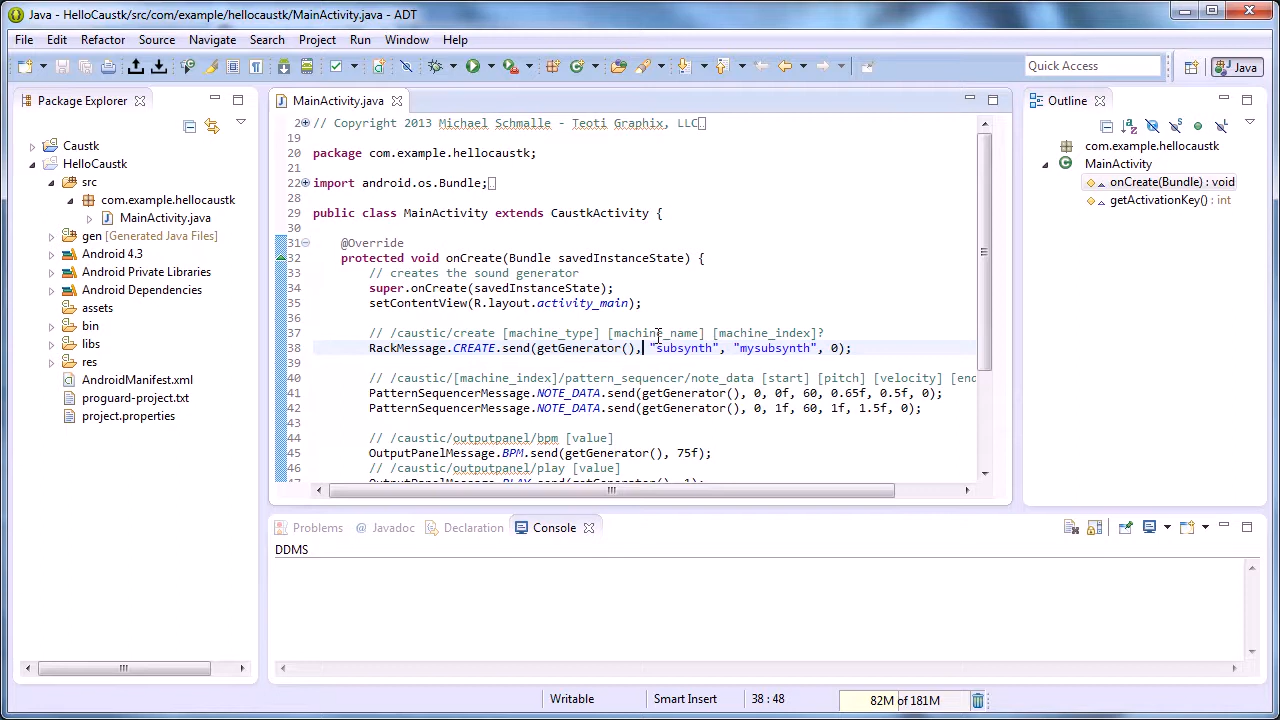 Java - HelloCaustk/src/com/example/hellocaustk/MainActivity.java - ADT
File Edit Refactor Source Navigate Search Project Run Window Help
Quick Access
Java
Package Explorer
Caustk
HelloCaustk
src
com.example.hellocaustk
MainActivity.java
gen [Generated Java Files]
Android 4.3
Android Private Libraries
Android Dependencies
assets
bin
libs
res
AndroidManifest.xml
proguard-project.txt
project.properties
MainActivity.java
2 // Copyright 2013 Michael Schmalle - Teoti Graphix, LLC
19
20 package com.example.hellocaustk;
21
22 import android.os.Bundle;
28
29 public class MainActivity extends CaustkActivity {
30
31 @Override
32 protected void onCreate(Bundle savedInstanceState) {
33 // creates the sound generator
34 super.onCreate(savedInstanceState);
35 setContentView(R.layout.activity_main);
36
37 // /caustic/create [machine_type] [machine_name] [machine_index]?
38 RackMessage.CREATE.send(getGenerator(), "subsynth", "mysubsynth", 0);
39
40 // /caustic/[machine_index]/pattern_sequencer/note_data [start] [pitch] [velocity] [end
41 PatternSequencerMessage.NOTE_DATA.send(getGenerator(), 0, 0f, 60, 0.65f, 0.5f, 0);
42 PatternSequencerMessage.NOTE_DATA.send(getGenerator(), 0, 1f, 60, 1f, 1.5f, 0);
43
44 // /caustic/outputpanel/bpm [value]
45 OutputPanelMessage.BPM.send(getGenerator(), 75f);
46 // /caustic/outputpanel/play [value]
47 OutputPanelMessage.PLAY.send(getGenerator(), 1);
Outline
com.example.hellocaustk
MainActivity
onCreate(Bundle) : void
getActivationKey() : int
Problems @ Javadoc Declaration Console
DDMS
Writable Smart Insert 38 : 48 82M of 181M